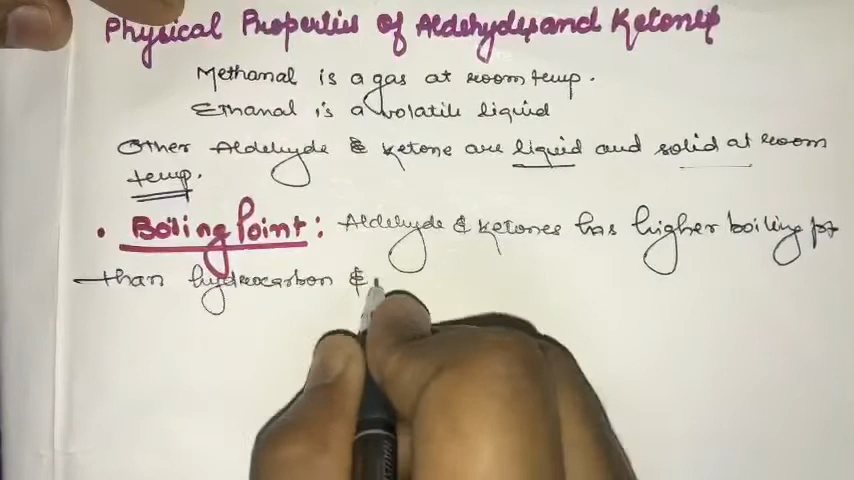 Physical Properties of Aldehydes and Ketones
Methanal is a gas at room temp.
Ethanal is a volatile liquid
Other Aldehyde & ketone are liquid and solid at room
temp.
• Boiling Point: Aldehyde & Ketones has higher boiling pt
than hydrocarbon &